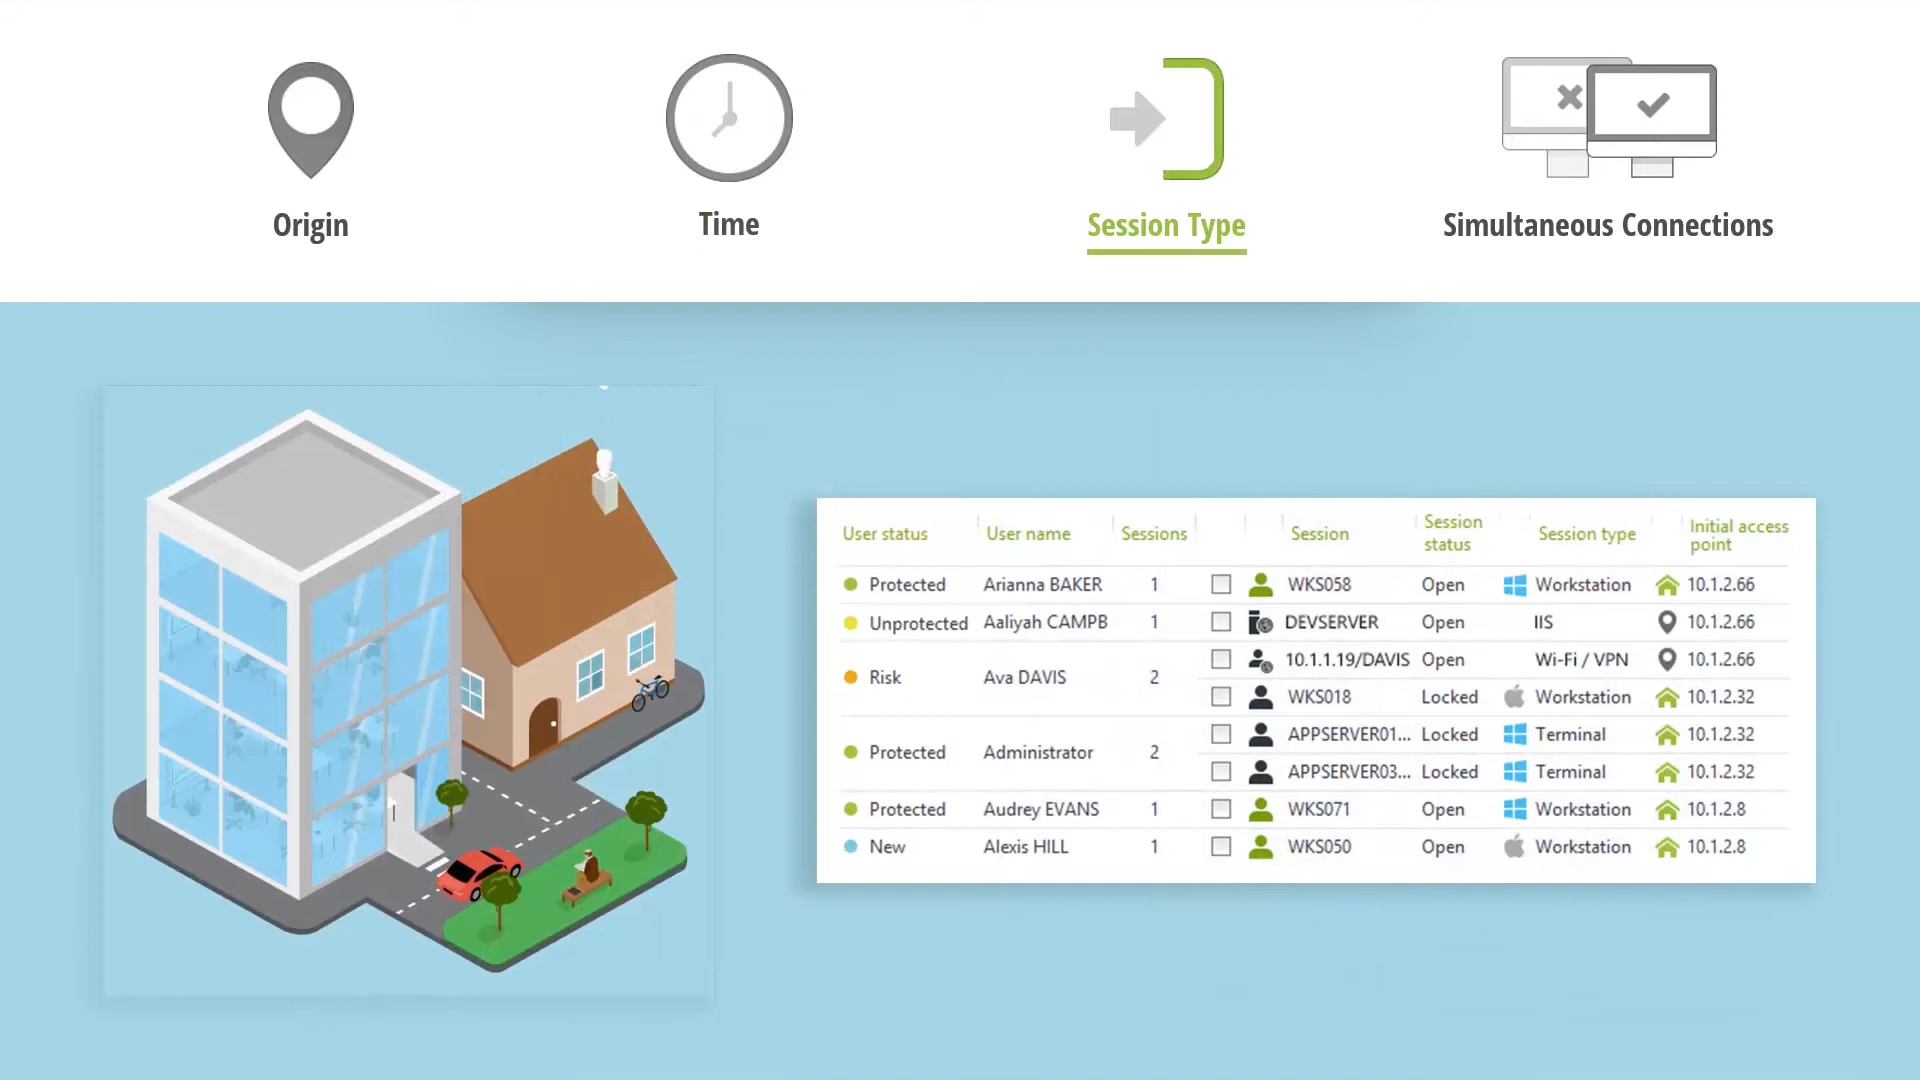 Origin
Time
Session Type
Simultaneous Connections
User status User name Sessions Session Session status Session type Initial access point
Protected Arianna BAKER 1 WKS058 Open Workstation 10.1.2.66
Unprotected Aaliyah CAMPB 1 DEVSERVER Open IIS 10.1.2.66
Risk Ava DAVIS 2 10.1.1.19/DAVIS Open Wi-Fi / VPN 10.1.2.66
WKS018 Locked Workstation 10.1.2.32
Protected Administrator 2 APPSERVER01... Locked Terminal 10.1.2.32
APPSERVER03... Locked Terminal 10.1.2.32
Protected Audrey EVANS 1 WKS071 Open Workstation 10.1.2.8
New Alexis HILL 1 WKS050 Open Workstation 10.1.2.8